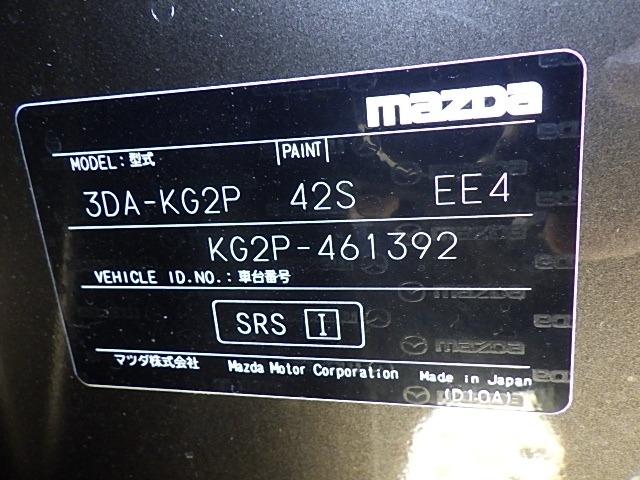 mazda
MODEL：型式 PAINT
3DA-KG2P 42S EE4
KG2P-461392
VEHICLE ID.NO.：車台番号
SRS I
マツダ株式会社 Mazda Motor Corporation Made in Japan
(D10A)